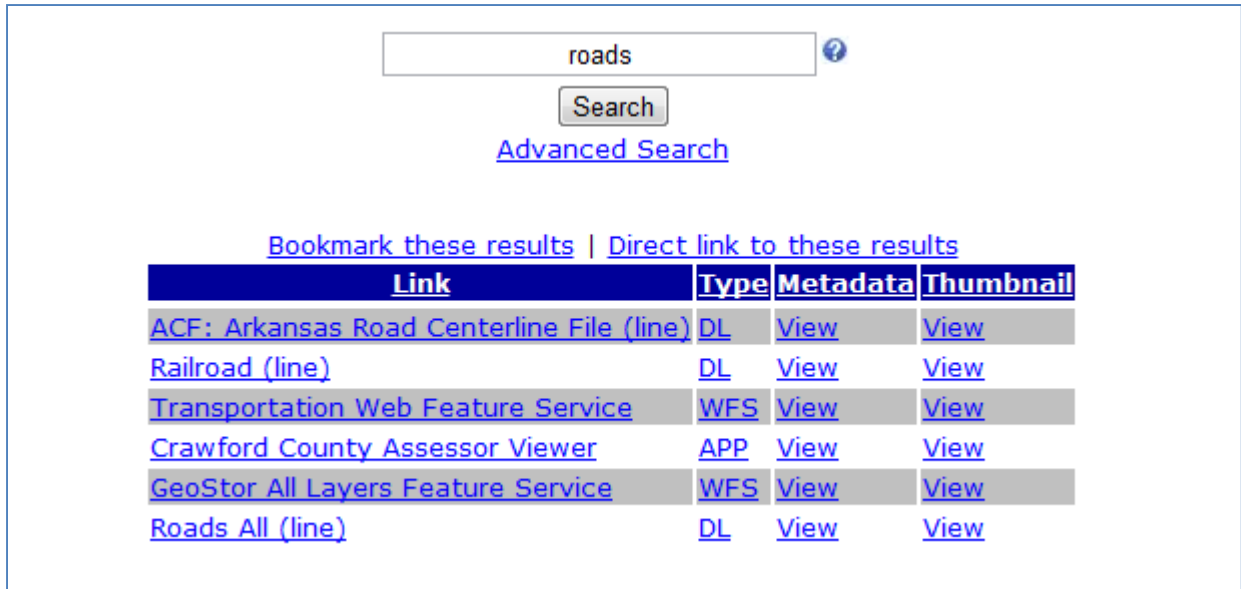 roads
Search
Advanced Search
Bookmark these results | Direct link to these results
Link Type Metadata Thumbnail
ACF: Arkansas Road Centerline File (line) DL View View
Railroad (line) DL View View
Transportation Web Feature Service WFS View View
Crawford County Assessor Viewer APP View View
GeoStor All Layers Feature Service WFS View View
Roads All (line) DL View View